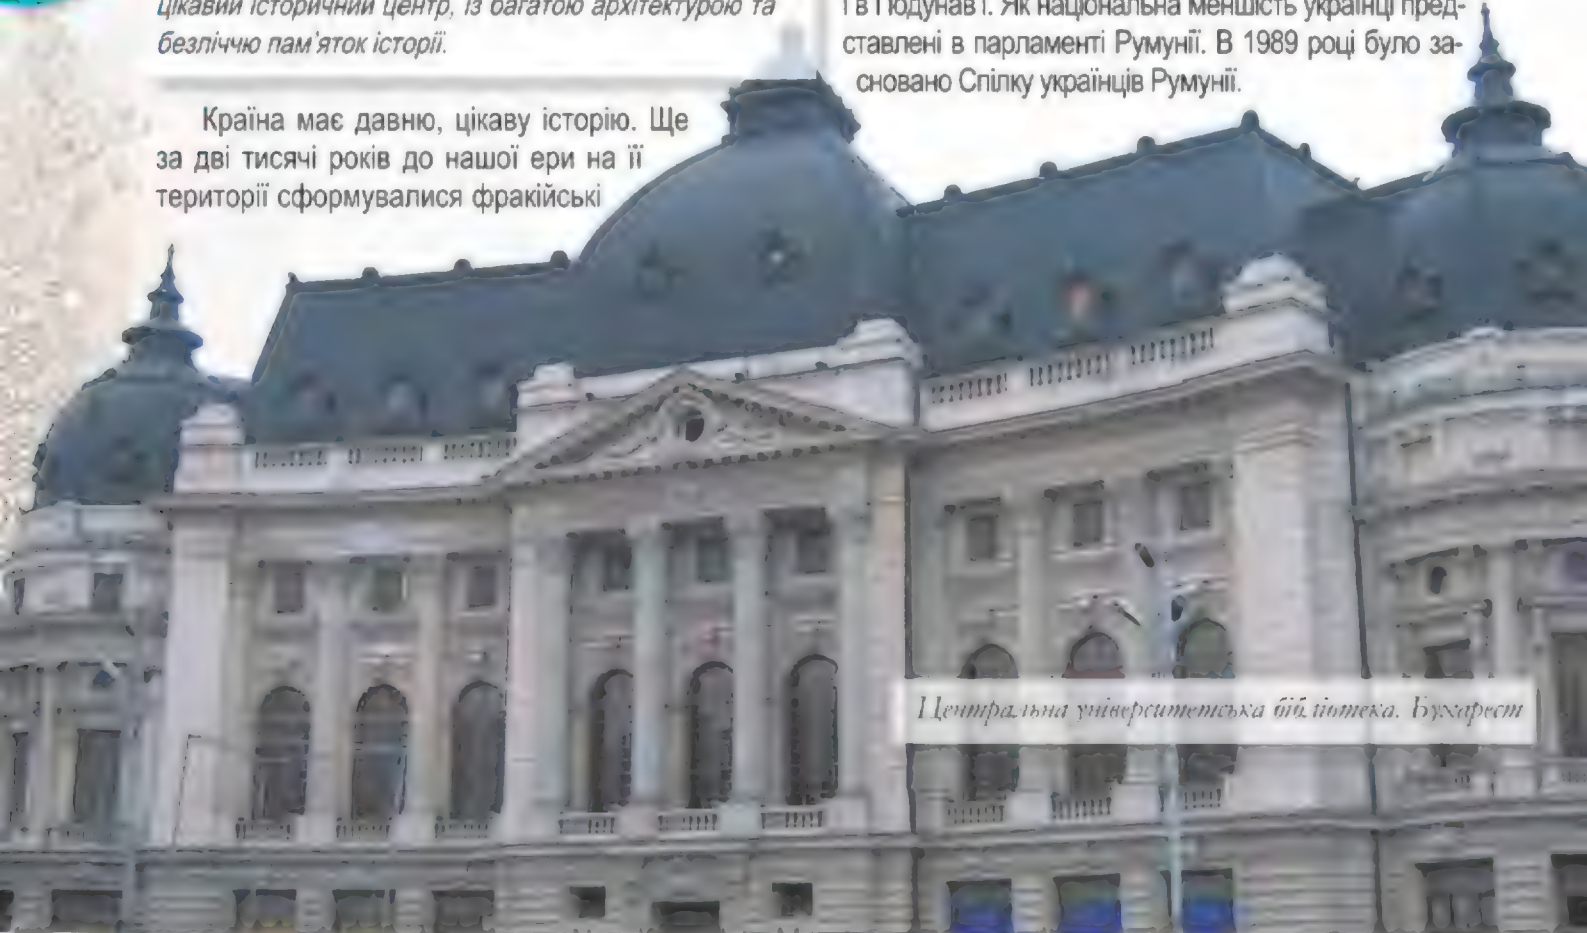 цікавий історичний центр, із багатою архітектурою та
безліччю пам'яток історії.
Країна має давню, цікаву історію. Ще
за дві тисячі років до нашої ери на її
території сформувалися фракійські
і в Подунав'ї. Як національна меншість українці пред-
ставлені в парламенті Румунії. В 1989 році було за-
сновано Спілку українців Румунії.
Центральна університетська бібліотека. Бухарест